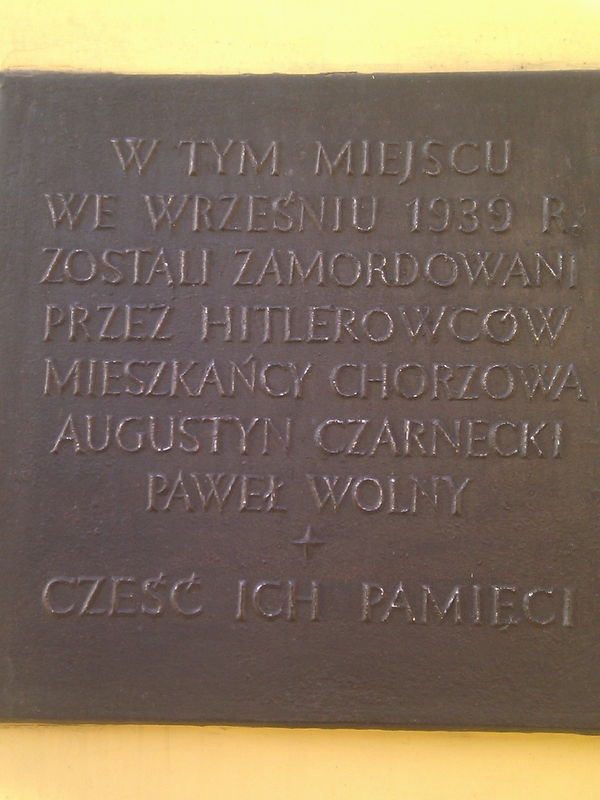 W TYM MIEJSCU
WE WRZEŚNIU 1939 R.
ZOSTALI ZAMORDOWANI
PRZEZ HITLEROWCÓW
MIESZKAŃCY CHORZOWA
AUGUSTYN CZARNECKI
PAWEŁ WOLNY
CZEŚĆ ICH PAMIĘCI